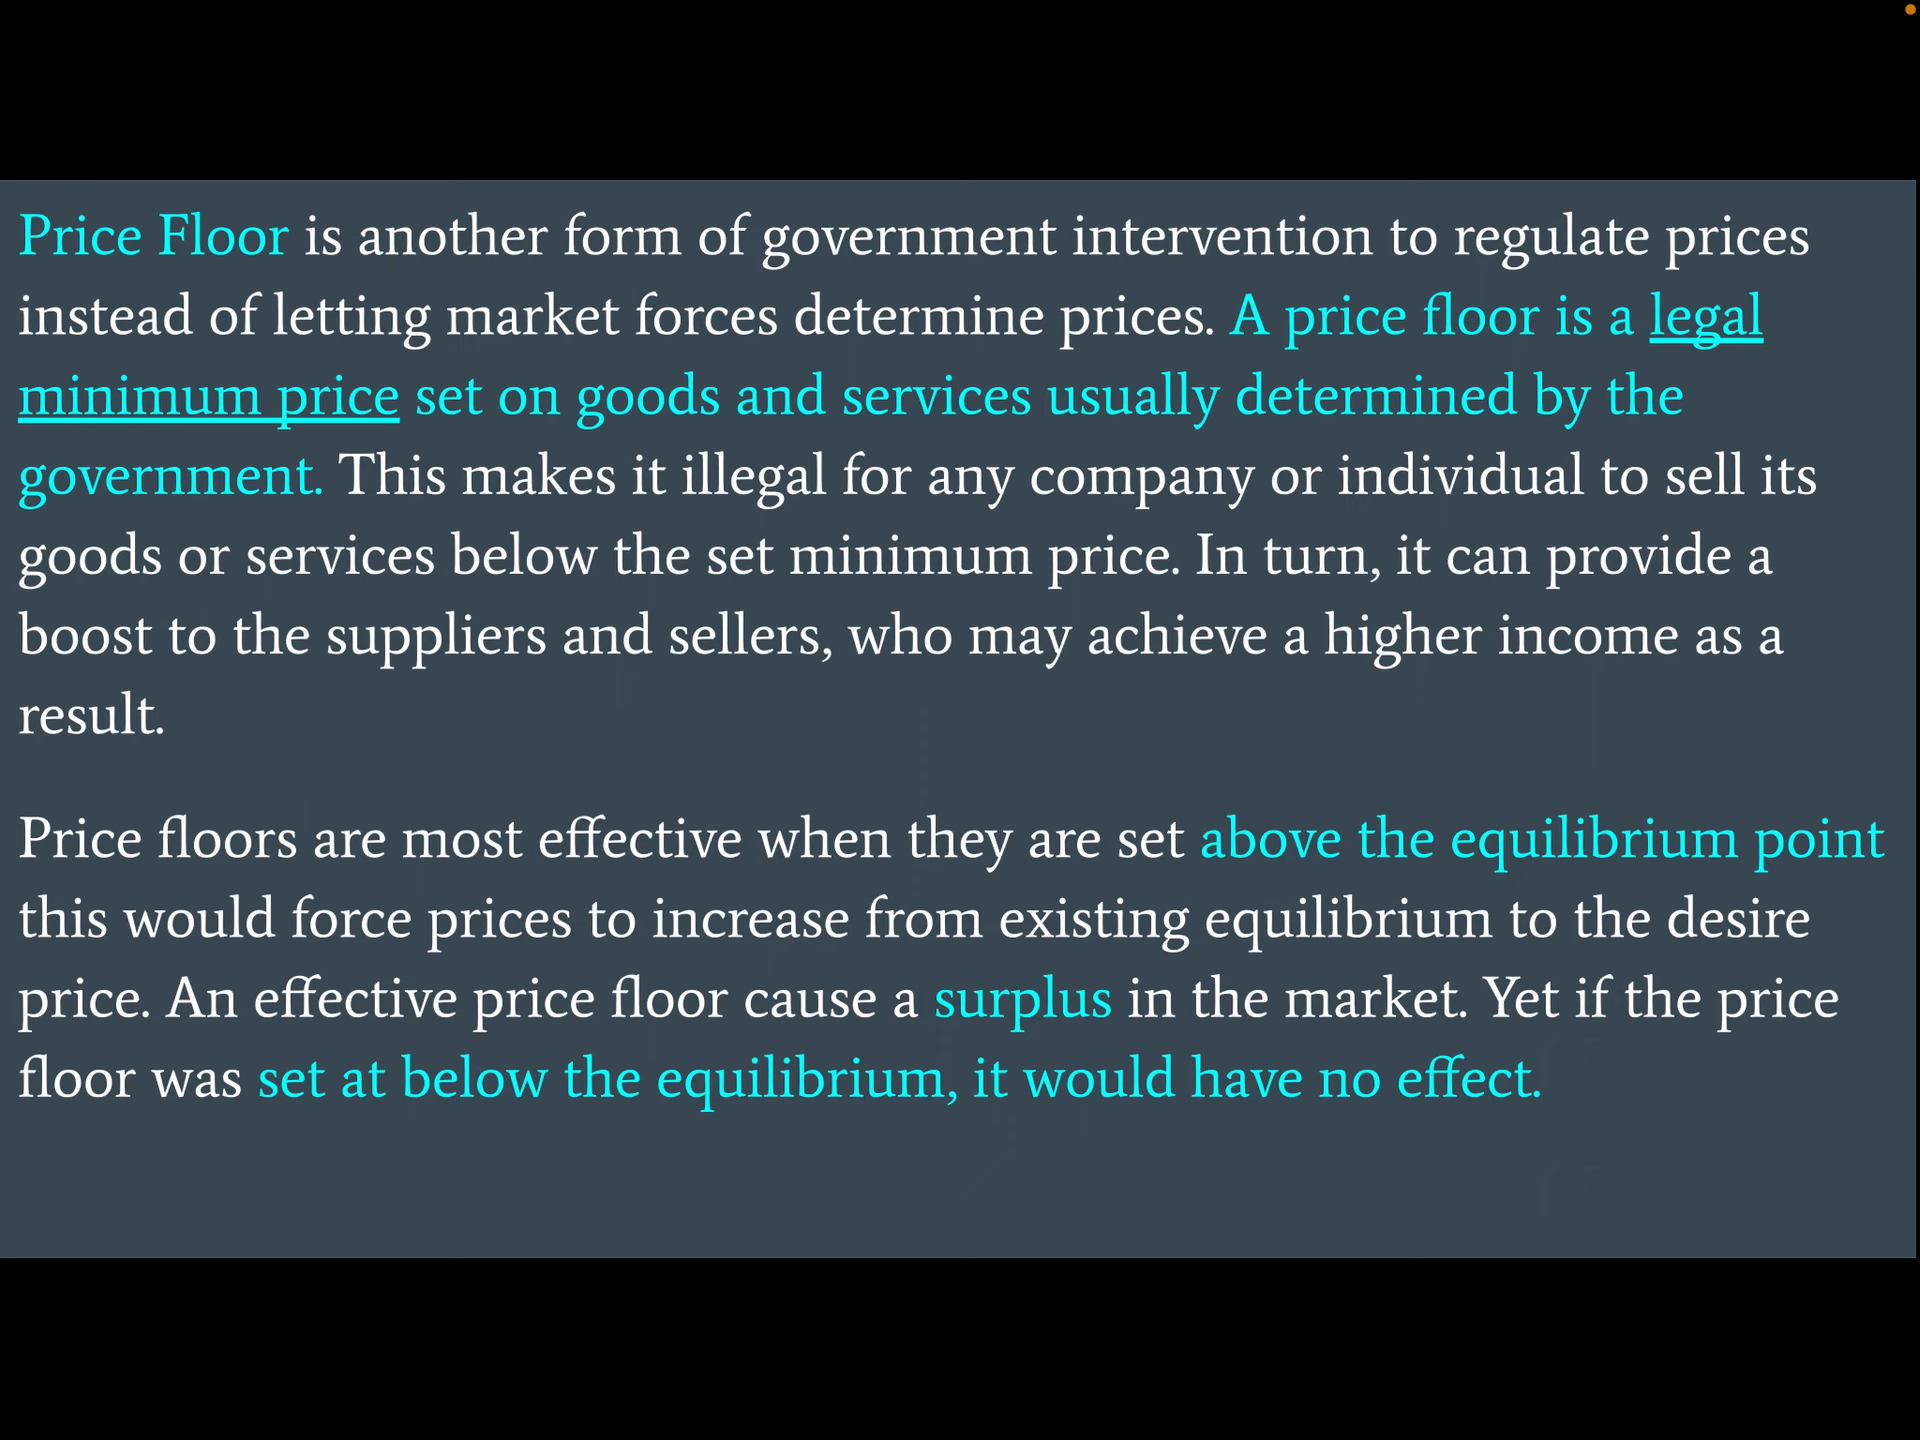 Price Floor is another form of government intervention to regulate prices
instead of letting market forces determine prices. A price floor is a legal
minimum price set on goods and services usually determined by the
government. This makes it illegal for any company or individual to sell its
goods or services below the set minimum price. In turn, it can provide a
boost to the suppliers and sellers, who may achieve a higher income as a
result.
Price floors are most effective when they are set above the equilibrium point
this would force prices to increase from existing equilibrium to the desire
price. An effective price floor cause a surplus in the market. Yet if the price
floor was set at below the equilibrium, it would have no effect.